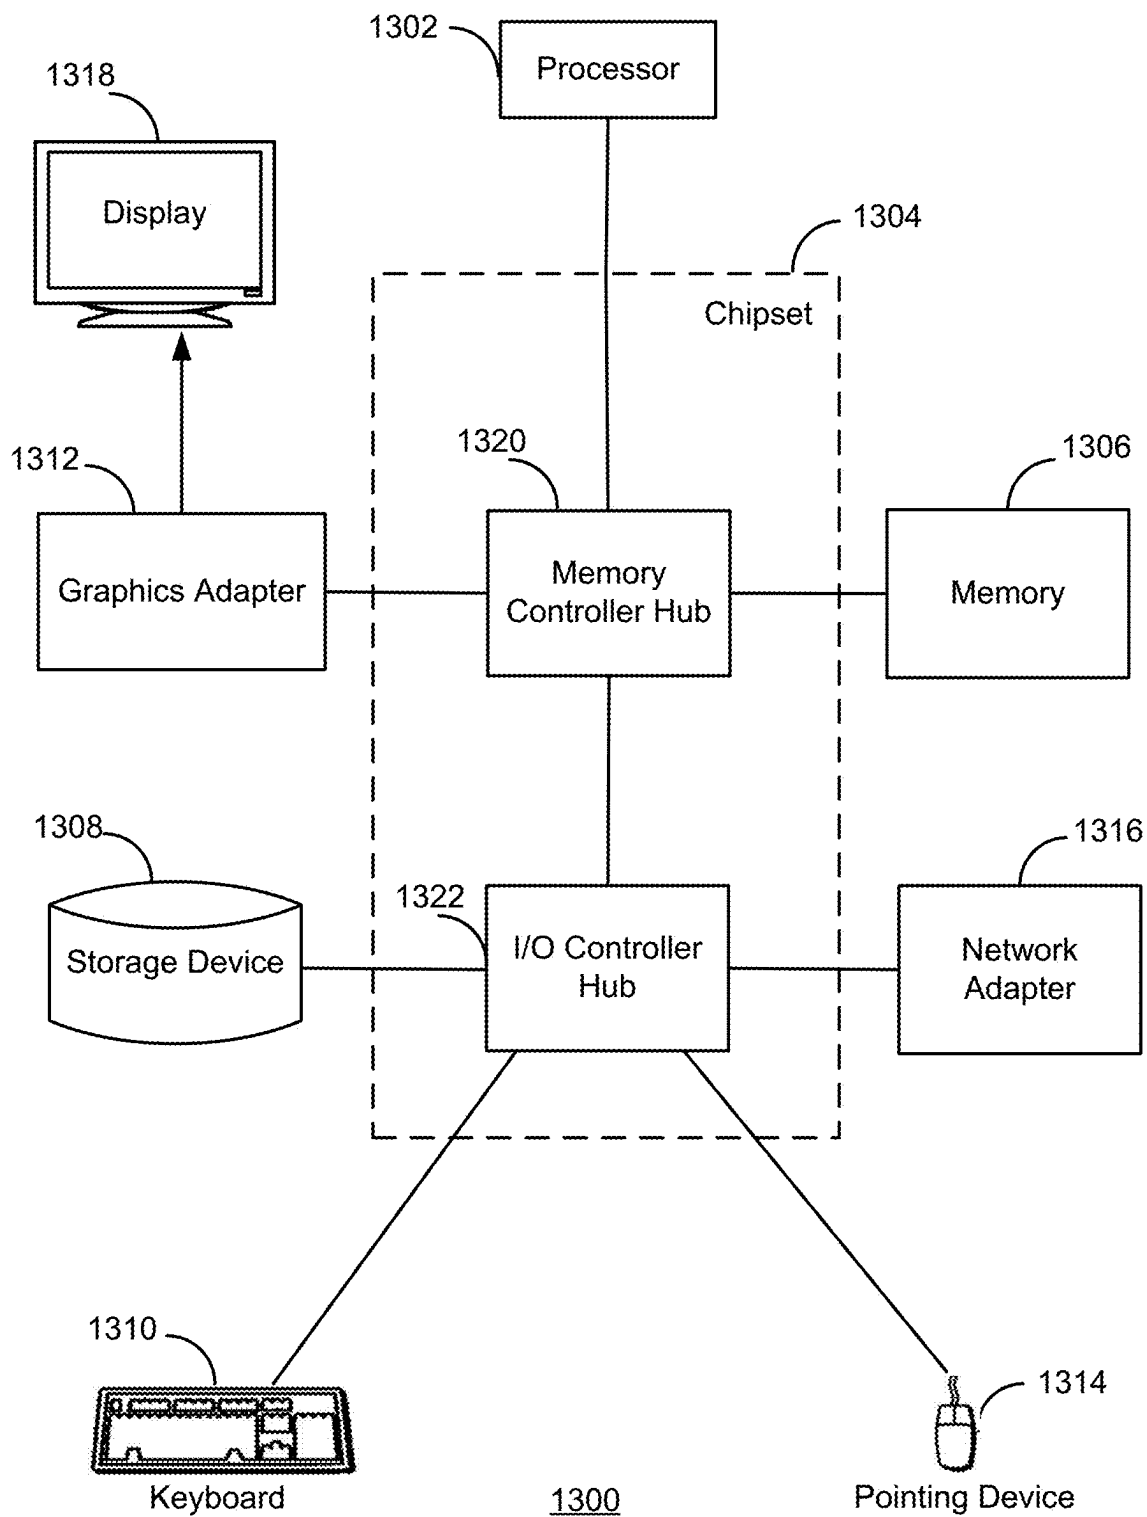 1302
Processor
1318
Display
1304
Chipset
1312
Graphics Adapter
1320
Memory
Controller Hub
1306
Memory
1308
Storage Device
1322
I/O Controller
Hub
1316
Network
Adapter
1310
Keyboard
1300
1314
Pointing Device